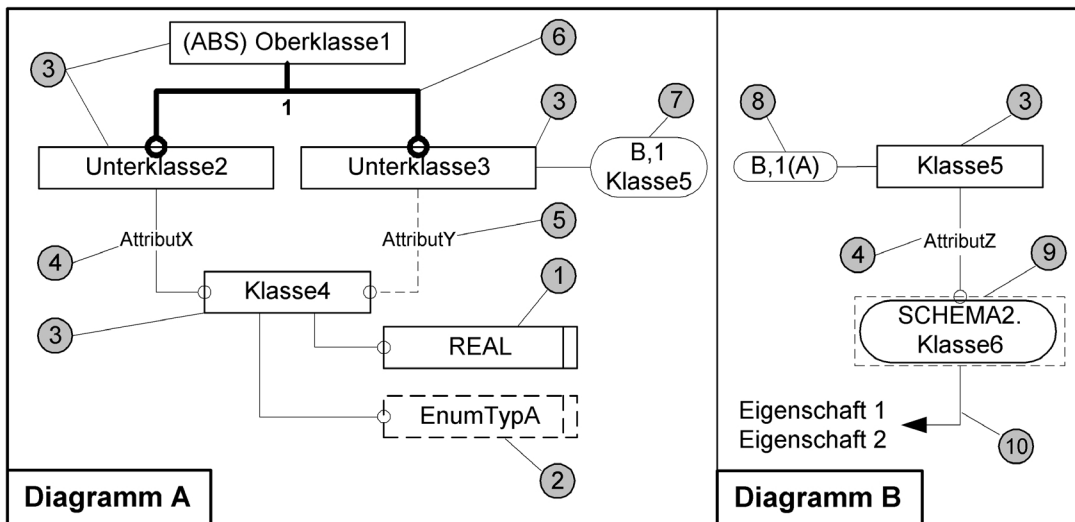 (ABS) Oberklasse1
6
3
1
3
7
Unterklasse2
Unterklasse3
B,1
Klasse5
AttributX
AttributY
5
4
1
Klasse4
3
REAL
EnumTypA
2
Diagramm A
8
3
B,1(A)
Klasse5
4
AttributZ
9
SCHEMA2.
Klasse6
Eigenschaft 1
Eigenschaft 2
10
Diagramm B